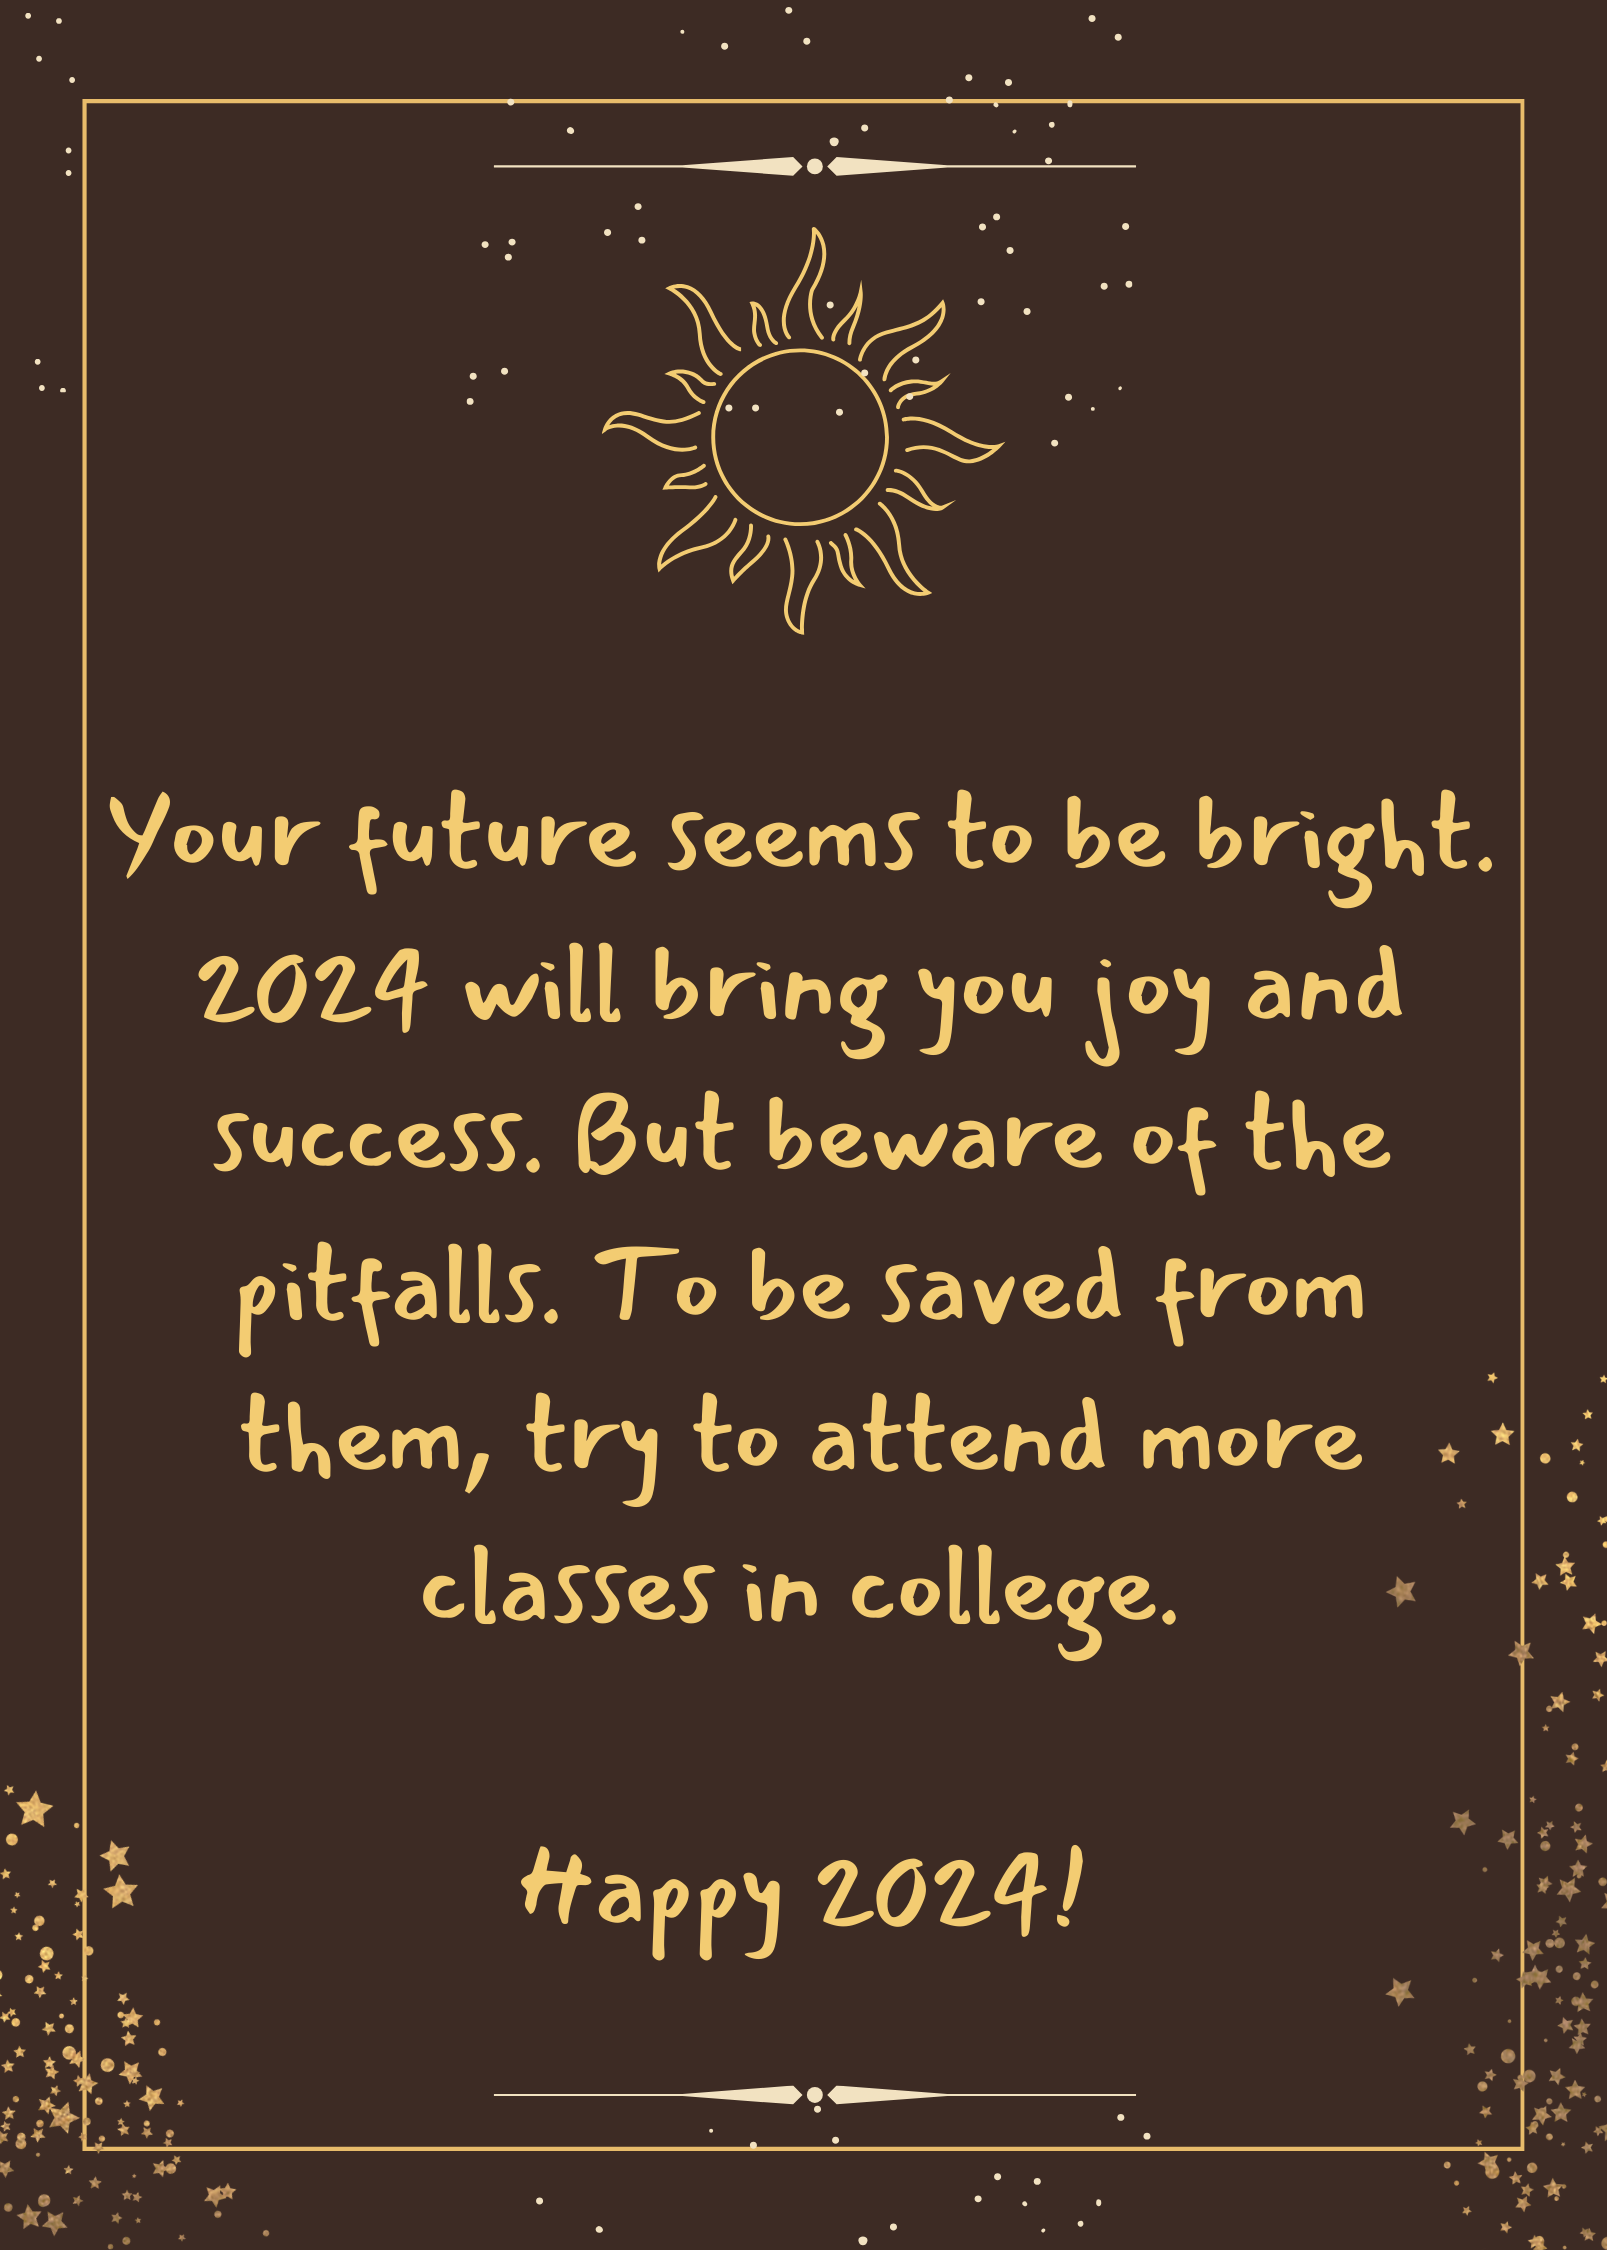 Your future seems to be bright.
2024 will bring you joy and
success. But beware of the
pitfalls. To be saved from
them, try to attend more
classes in college.
Happy 2024!